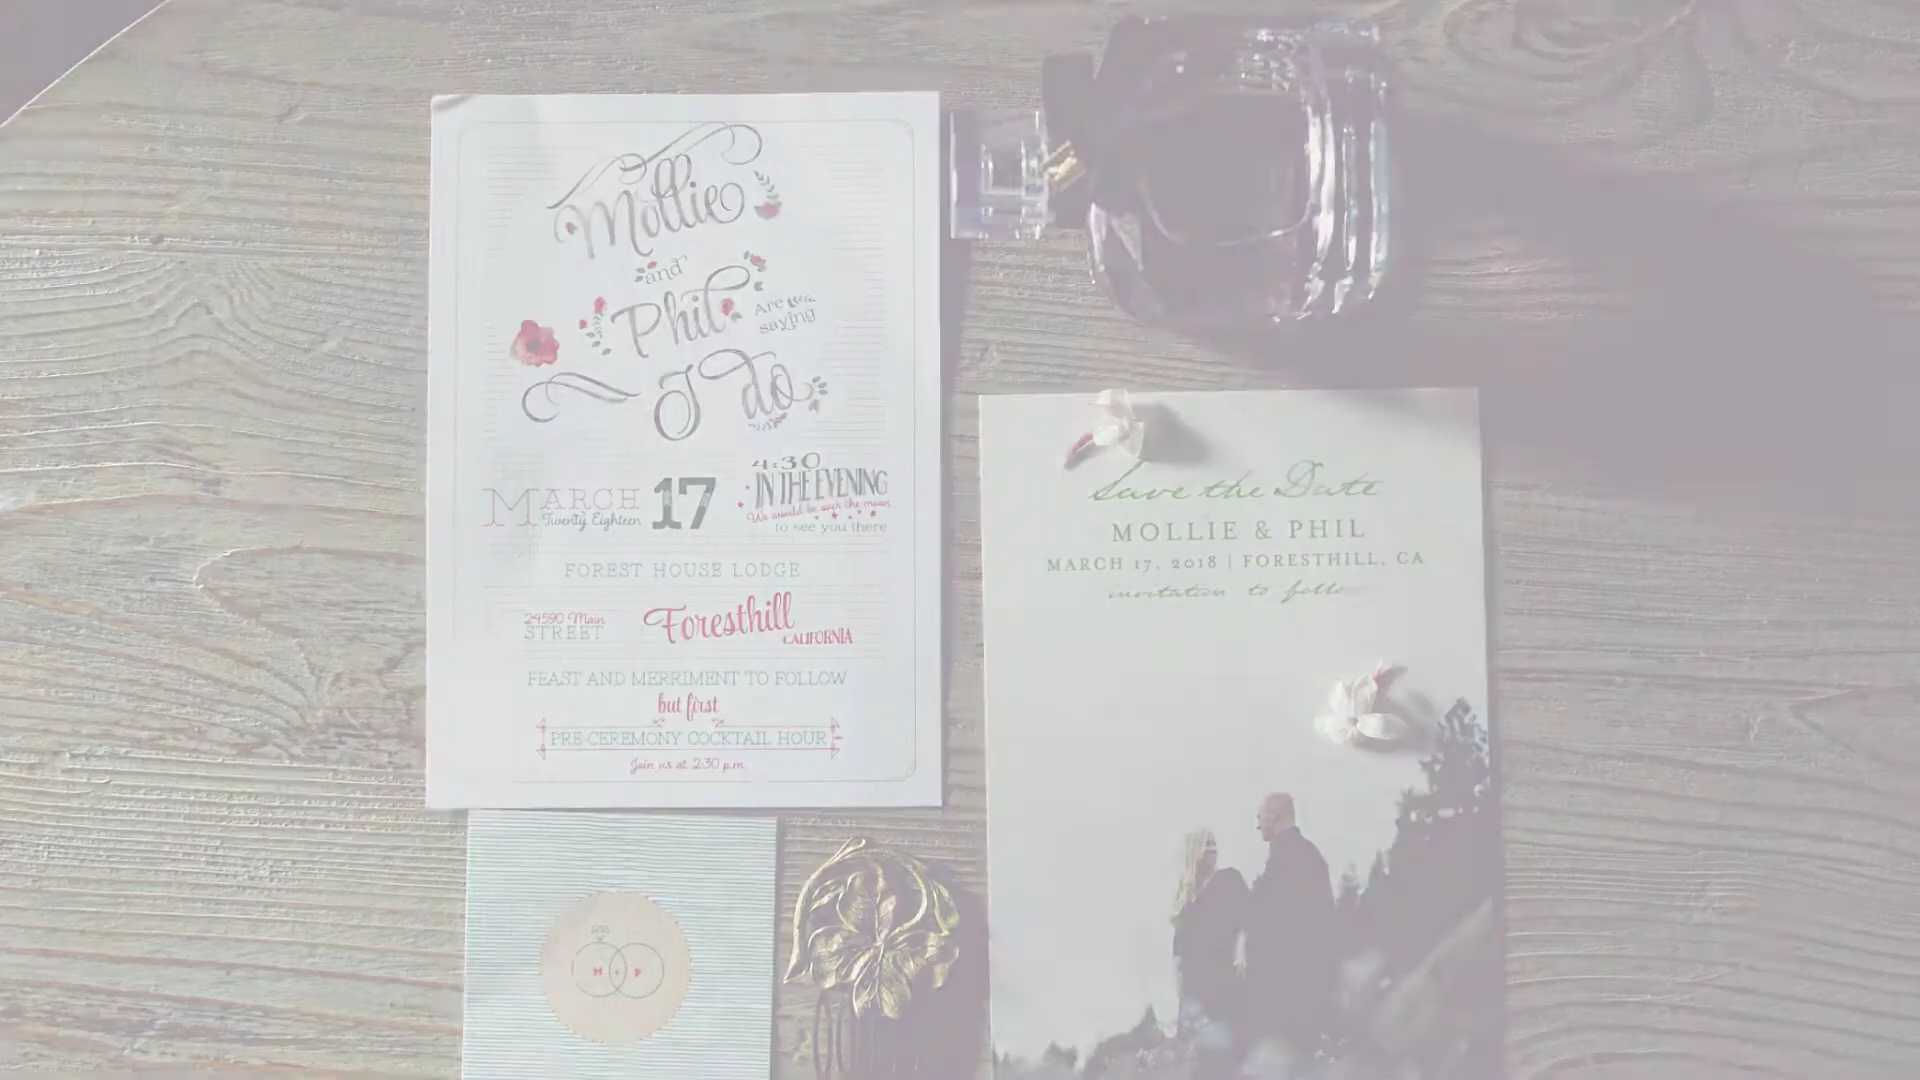 Mollie
and
Phil
Are
saying
I do
MARCH
Twenty Eighteen
17
4:30
IN THE EVENING
We would be over the moon
to see you there
FOREST HOUSE LODGE
24590 Main
STREET
Foresthill
CALIFORNIA
FEAST AND MERRIMENT TO FOLLOW
but first
PRE-CEREMONY COCKTAIL HOUR
Join us at 2:30 p.m.
Save the Date
MOLLIE & PHIL
MARCH 17, 2018 | FORESTHILL, CA
invitation to
M + P